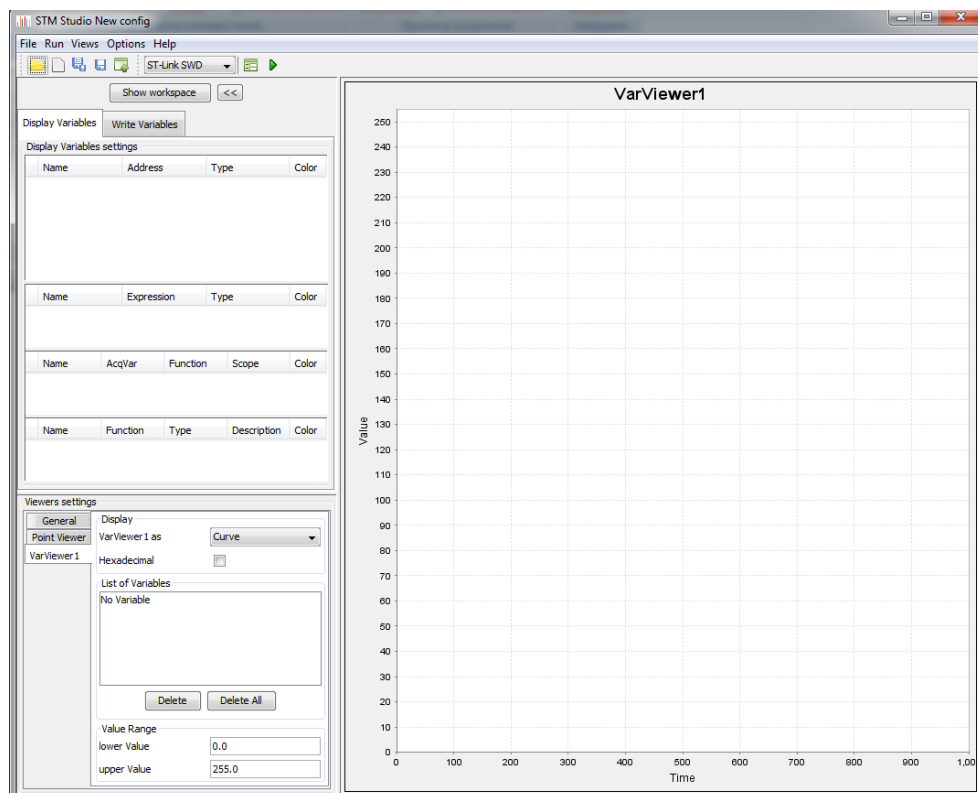 STM Studio New config
File Run Views Options Help
ST-Link SWD
Show workspace <<
Display Variables Write Variables
Display Variables settings
Name Address Type Color
Name Expression Type Color
Name AcqVar Function Scope Color
Name Function Type Description Color
Viewers settings
General
Point Viewer
VarViewer1
Display
VarViewer1 as Curve
Hexadecimal
List of Variables
No Variable
Delete Delete All
Value Range
lower Value 0.0
upper Value 255.0
VarViewer1
250
240
230
220
210
200
190
180
170
160
150
140
130
120
110
100
90
80
70
60
50
40
30
20
10
0
Value
0 100 200 300 400 500 600 700 800 900 1,00
Time